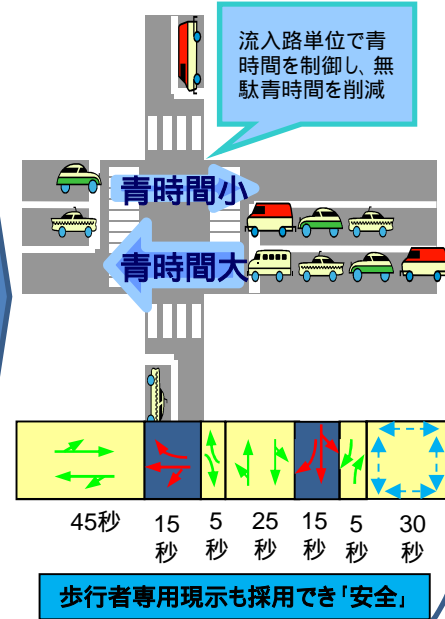 流入路単位で青
時間を制御し、無
駄青時間を削減
青時間小
青時間大
45秒
15
秒
5
秒
25
秒
15
秒
5
秒
30
秒
歩行者専用現示も採用でき「安全」